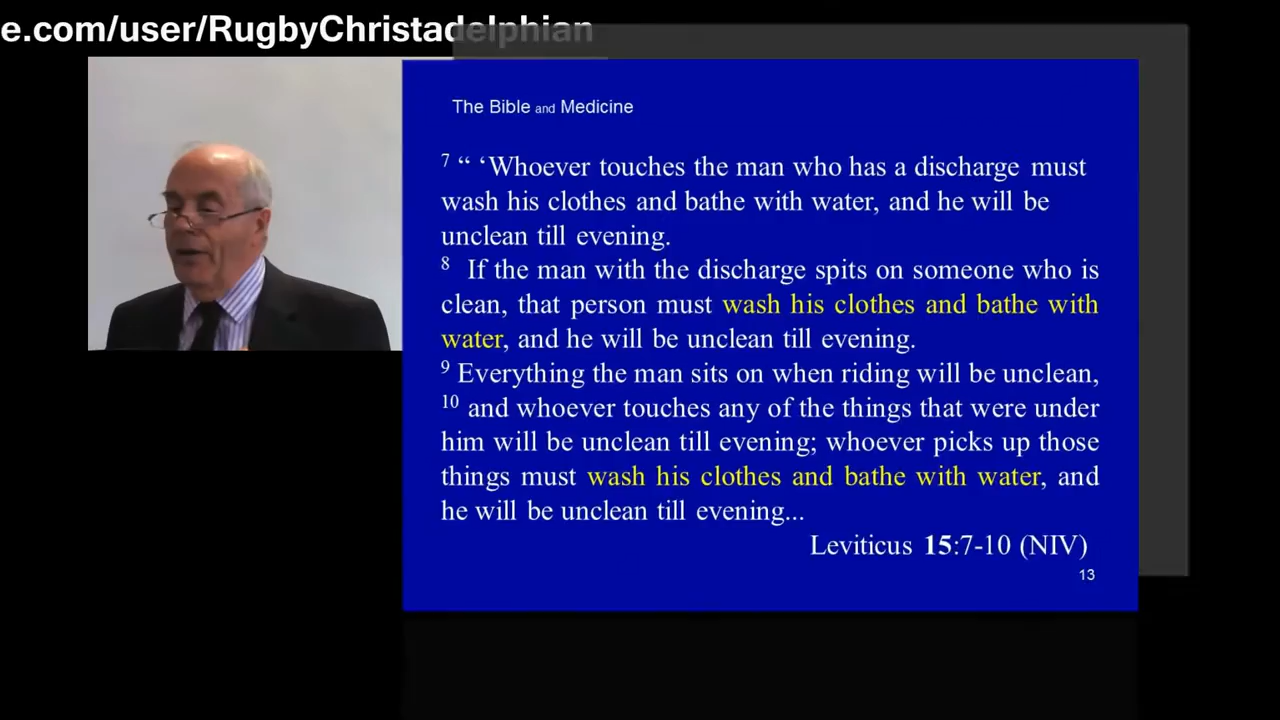 e.com/user/RugbyChristadelphian
The Bible and Medicine
7 “ ‘Whoever touches the man who has a discharge must
wash his clothes and bathe with water, and he will be
unclean till evening.
8 If the man with the discharge spits on someone who is
clean, that person must wash his clothes and bathe with
water, and he will be unclean till evening.
9 Everything the man sits on when riding will be unclean,
10 and whoever touches any of the things that were under
him will be unclean till evening; whoever picks up those
things must wash his clothes and bathe with water, and
he will be unclean till evening...
Leviticus 15:7-10 (NIV)
13